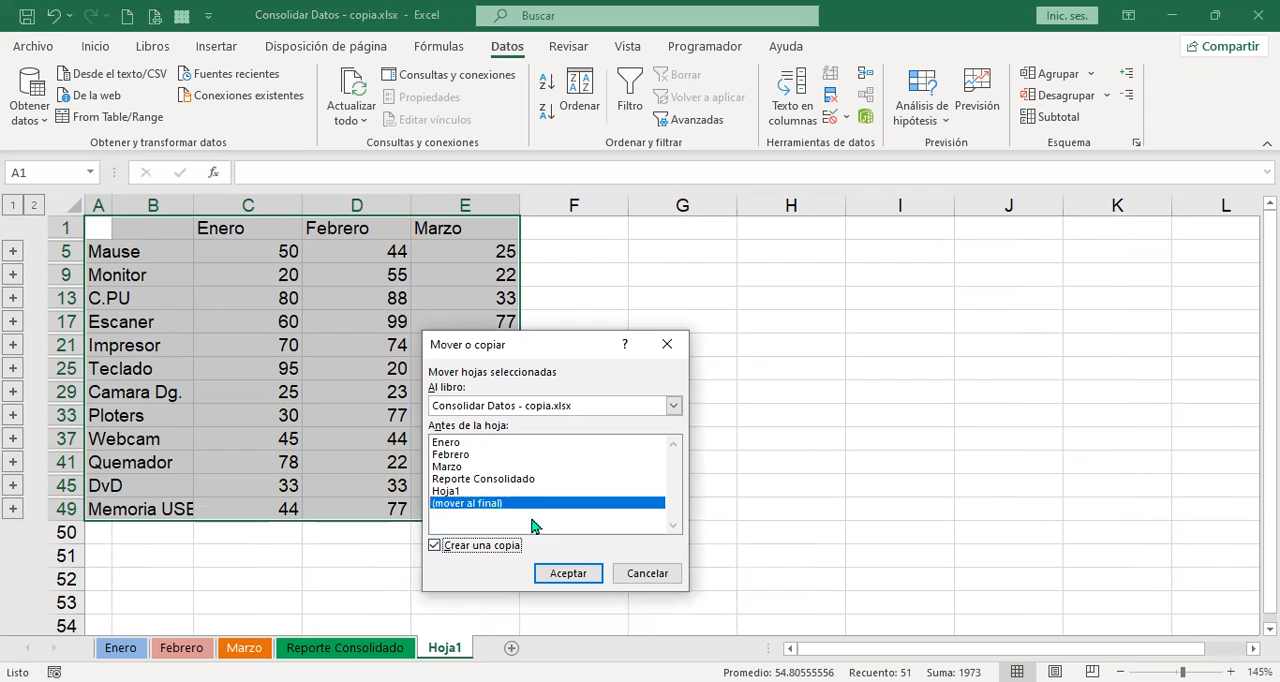 Consolidar Datos - copia.xlsx - Excel
Buscar
Inic. ses.
Archivo Inicio Libros Insertar Disposición de página Fórmulas Datos Revisar Vista Programador Ayuda Compartir
Obtener datos
Desde el texto/CSV
De la web
From Table/Range
Fuentes recientes
Conexiones existentes
Obtener y transformar datos
Actualizar todo
Consultas y conexiones
Propiedades
Editar vínculos
Consultas y conexiones
Ordenar
Filtro
Borrar
Volver a aplicar
Avanzadas
Ordenar y filtrar
Texto en columnas
Herramientas de datos
Análisis de hipótesis
Previsión
Previsión
Agrupar
Desagrupar
Subtotal
Esquema
A1
fx
1 2
A B C D E F G H I J K L
1 Enero Febrero Marzo
5 Mause 50 44 25
9 Monitor 20 55 22
13 C.PU 80 88 33
17 Escaner 60 99 77
21 Impresor 70 74
25 Teclado 95 20
29 Camara Dg. 25 23
33 Ploters 30 77
37 Webcam 45 44
41 Quemador 78 22
45 DvD 33 33
49 Memoria USE 44 77
50
51
52
53
54
Mover o copiar ?
Mover hojas seleccionadas
Al libro:
Consolidar Datos - copia.xlsx
Antes de la hoja:
Enero
Febrero
Marzo
Reporte Consolidado
Hoja1
(mover al final)
Crear una copia
Aceptar Cancelar
Enero Febrero Marzo Reporte Consolidado Hoja1
Listo
Promedio: 54.80555556 Recuento: 51 Suma: 1973
145%